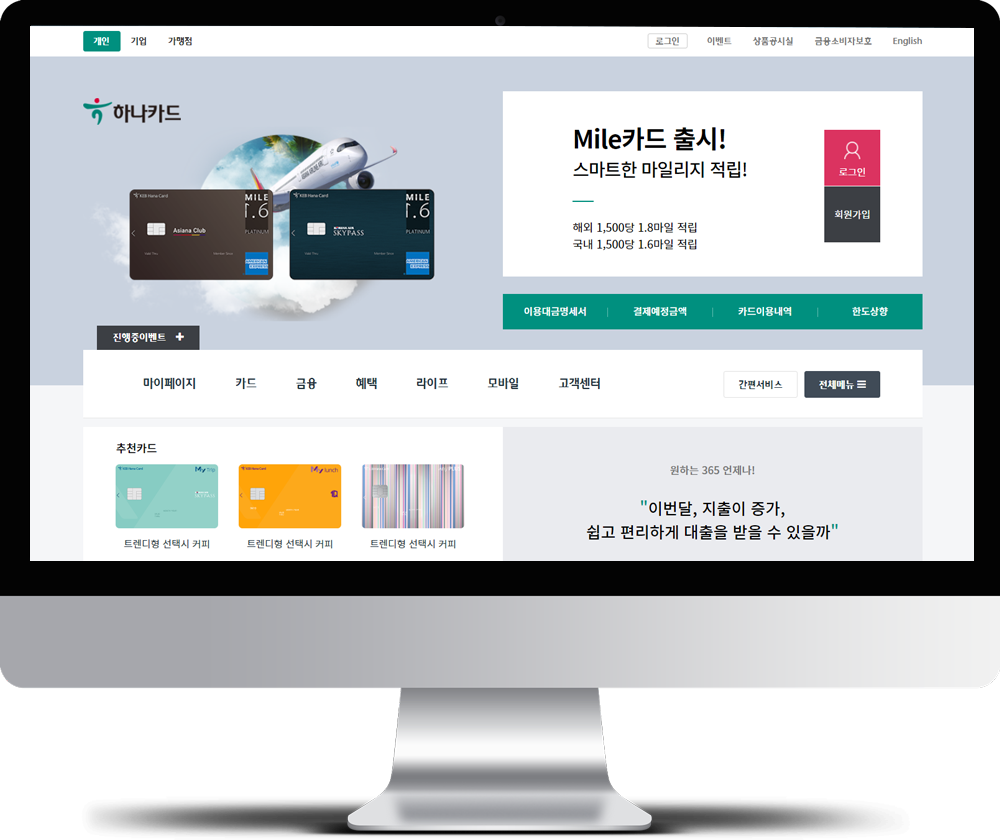 개인 기업 가맹점
로그인 이벤트 상품공시실 금융소비자보호 English
하나카드
Mile카드 출시!
스마트한 마일리지 적립!
해외 1,500당 1.8마일 적립
국내 1,500당 1.6마일 적립
로그인
회원가입
KEB Hana Card
MILE
1.6
PLATINUM
Asiana Club
KEB Hana Card
MILE
1.6
PLATINUM
KOREAN AIR
SKYPASS
이용대금명세서 결제예정금액 카드이용내역 한도상향
진행중이벤트
마이페이지 카드 금융 혜택 라이프 모바일 고객센터
간편서비스 전체메뉴
추천카드
My Trip
My Lunch
트렌디형 선택시 커피 트렌디형 선택시 커피 트렌디형 선택시 커피
원하는 365 언제나!
"이번달, 지출이 증가,
쉽고 편리하게 대출을 받을 수 있을까"